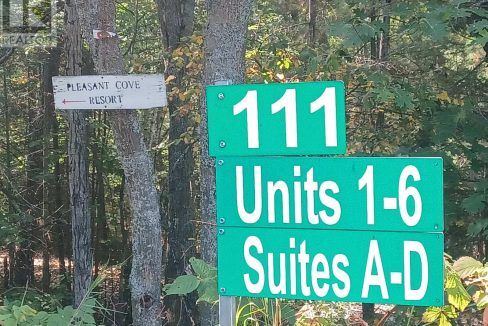 PLEASANT COVE
RESORT
111
Units 1-6
Suites A-D